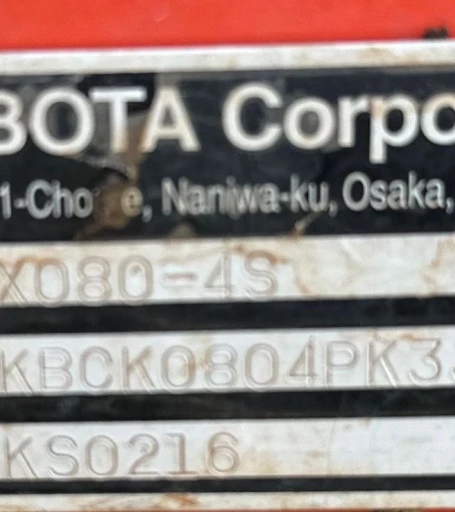 BOTA Corpo
1-Cho e, Naniwa-ku, Osaka,
X080-4S
KBCK0804PK3
KS0216